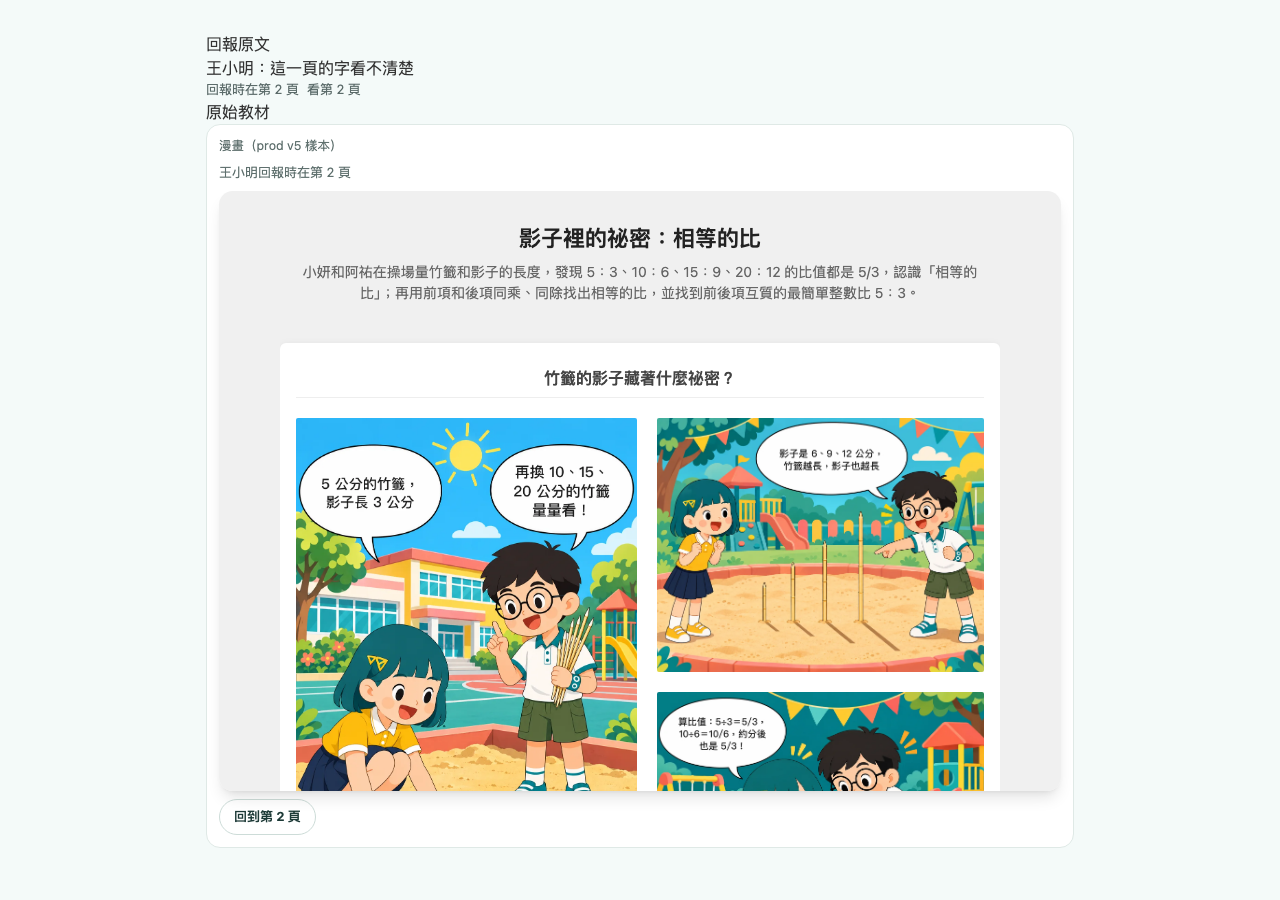 回報原文
王小明：這一頁的字看不清楚
回報時在第 2 頁 看第 2 頁
原始教材
漫畫（prod v5 樣本）
王小明回報時在第 2 頁
影子裡的祕密：相等的比
小妍和阿祐在操場量竹籤和影子的長度，發現 5：3、10：6、15：9、20：12 的比值都是 5/3，認識「相等的
比」；再用前項和後項同乘、同除找出相等的比，並找到前後項互質的最簡單整數比 5：3。
竹籤的影子藏著什麼祕密？
5 公分的竹籤，
影子長 3 公分
再換 10、15、
20 公分的竹籤
量量看！
影子是 6、9、12 公分，
竹籤越長，影子也越長
算比值：5÷3＝5/3，
10÷6＝10/6，約分後
也是 5/3！
回到第 2 頁